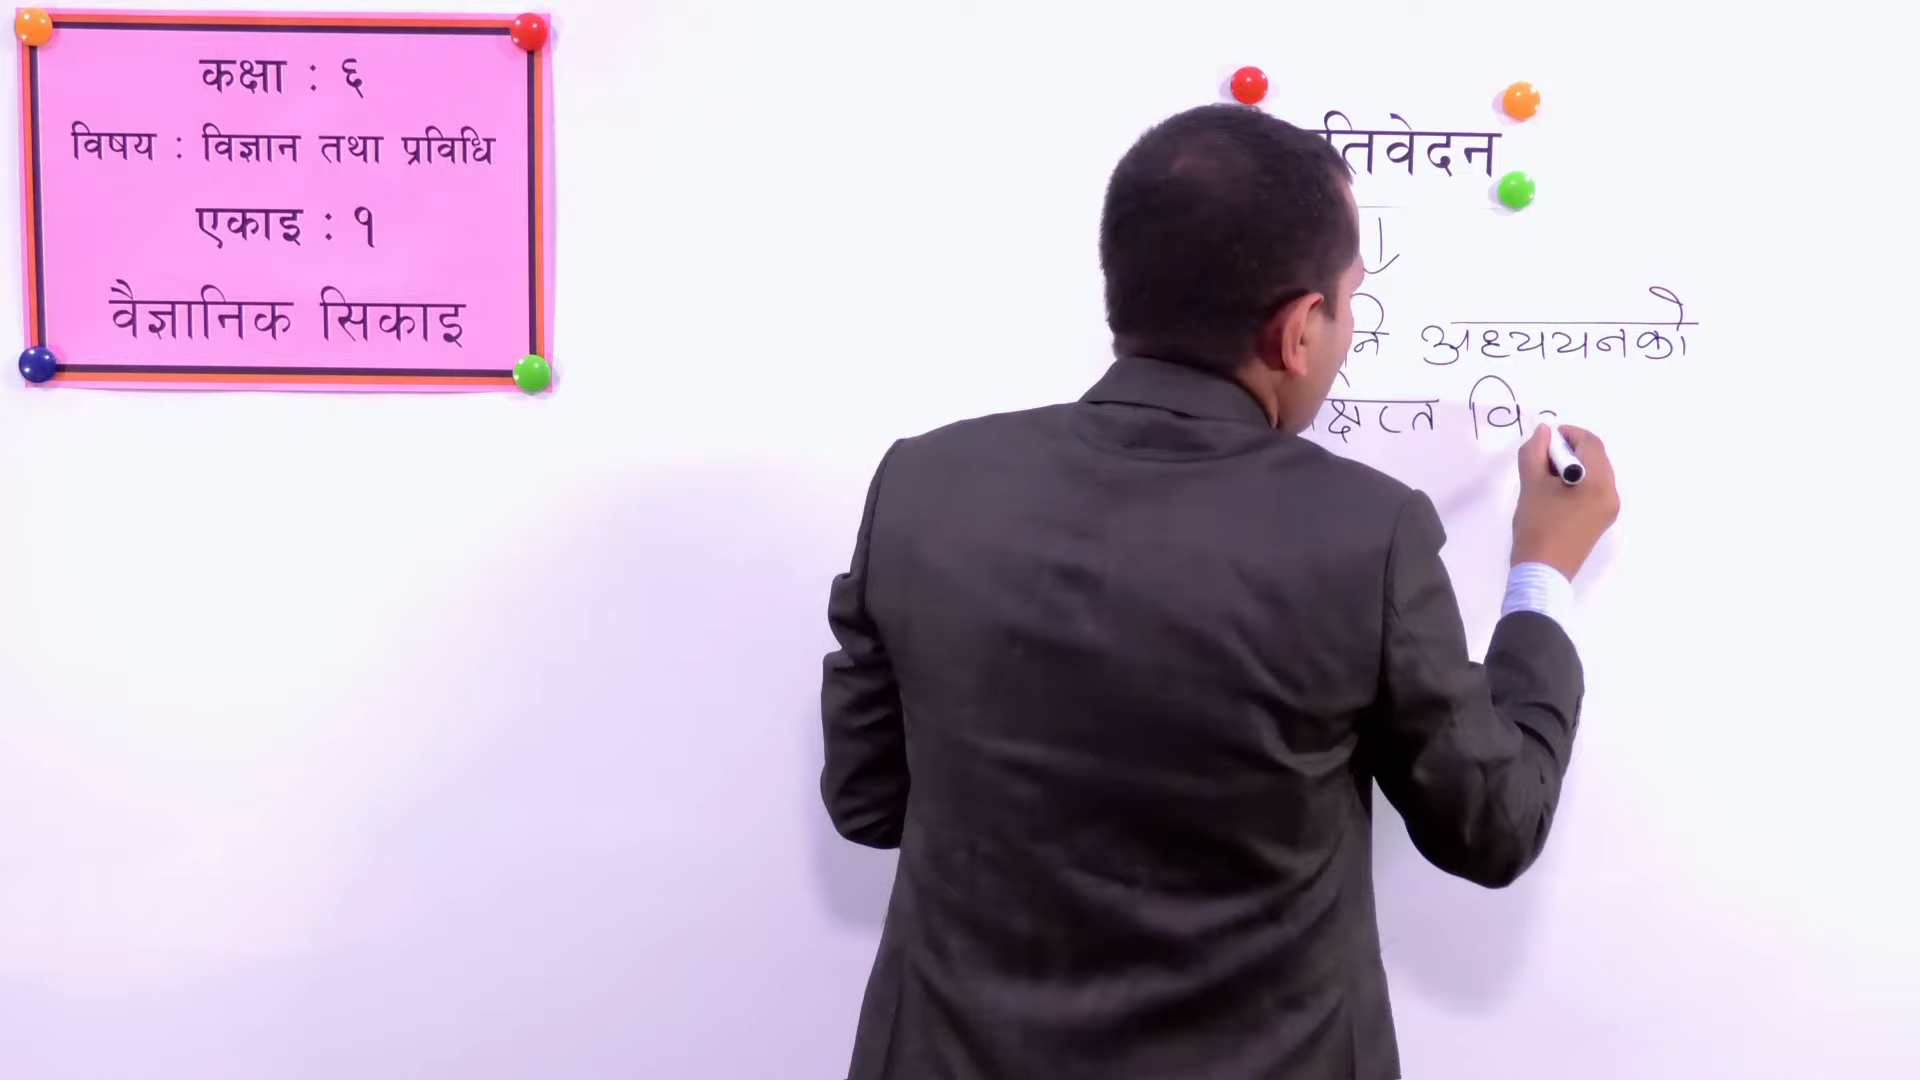 कक्षा : ६
विषय : विज्ञान तथा प्रविधि
एकाइ : १
वैज्ञानिक सिकाइ
तिवेदन
अध्ययनको
वि